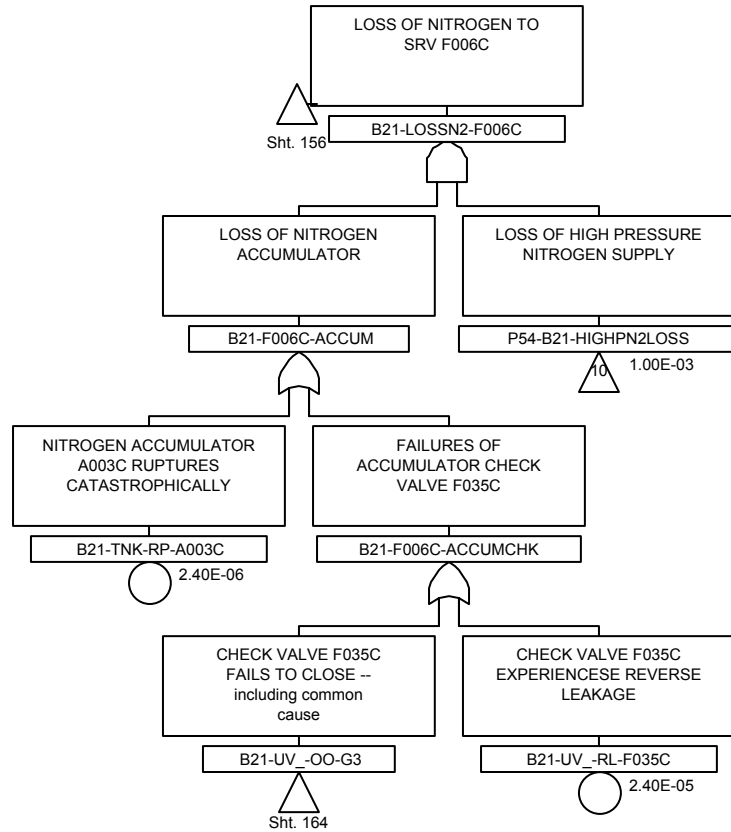 LOSS OF NITROGEN TO
SRV F006C
Sht. 156
B21-LOSSN2-F006C
LOSS OF NITROGEN
ACCUMULATOR
LOSS OF HIGH PRESSURE
NITROGEN SUPPLY
B21-F006C-ACCUM
P54-B21-HIGHPN2LOSS
10
1.00E-03
NITROGEN ACCUMULATOR
A003C RUPTURES
CATASTROPHICALLY
FAILURES OF
ACCUMULATOR CHECK
VALVE F035C
B21-TNK-RP-A003C
B21-F006C-ACCUMCHK
2.40E-06
CHECK VALVE F035C
FAILS TO CLOSE --
including common
cause
CHECK VALVE F035C
EXPERIENCESE REVERSE
LEAKAGE
B21-UV_-OO-G3
B21-UV_-RL-F035C
Sht. 164
2.40E-05